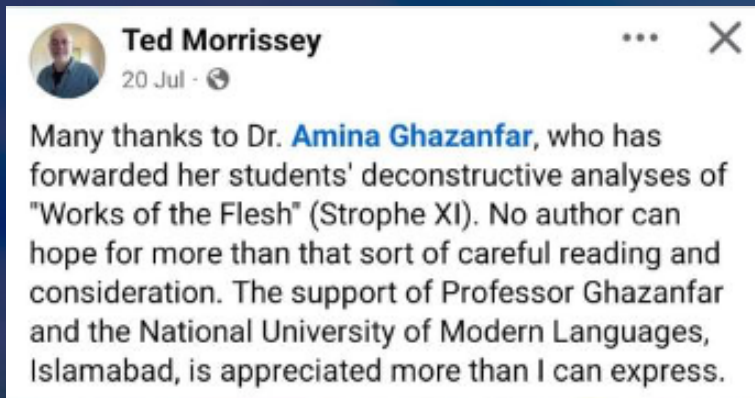 Ted Morrissey
20 Jul ·
Many thanks to Dr. Amina Ghazanfar, who has
forwarded her students' deconstructive analyses of
"Works of the Flesh" (Strophe XI). No author can
hope for more than that sort of careful reading and
consideration. The support of Professor Ghazanfar
and the National University of Modern Languages,
Islamabad, is appreciated more than I can express.